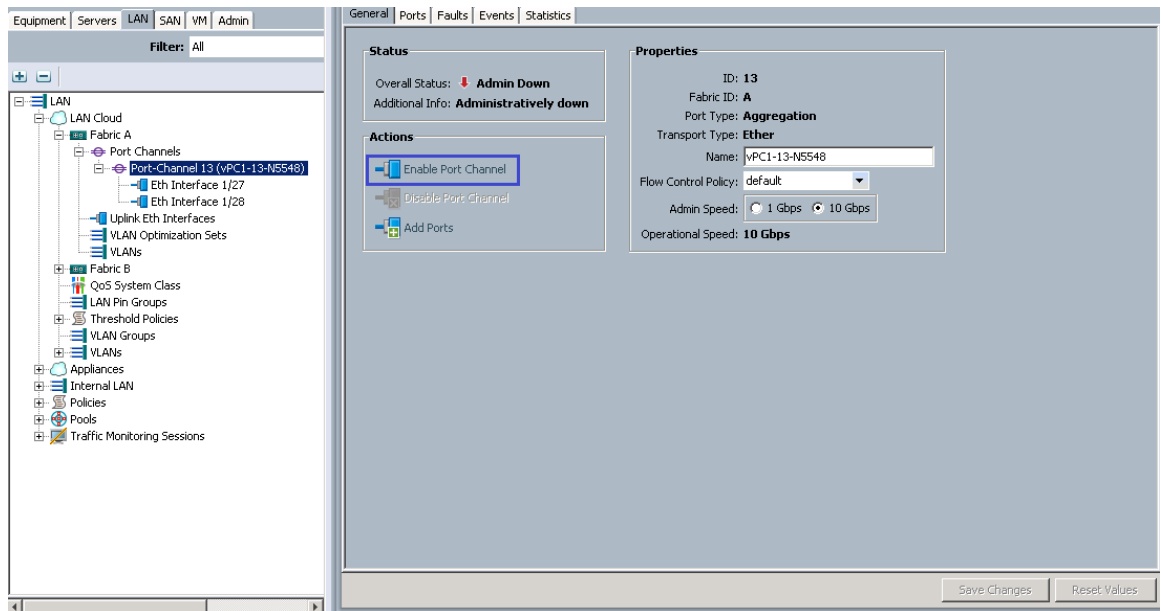 Equipment Servers LAN SAN VM Admin
Filter: All
LAN
LAN Cloud
Fabric A
Port Channels
Port-Channel 13 (vPC1-13-N5548)
Eth Interface 1/27
Eth Interface 1/28
Uplink Eth Interfaces
VLAN Optimization Sets
VLANs
Fabric B
QoS System Class
LAN Pin Groups
Threshold Policies
VLAN Groups
VLANs
Appliances
Internal LAN
Policies
Pools
Traffic Monitoring Sessions
General Ports Faults Events Statistics
Status
Overall Status: Admin Down
Additional Info: Administratively down
Actions
Enable Port Channel
Disable Port Channel
Add Ports
Properties
ID: 13
Fabric ID: A
Port Type: Aggregation
Transport Type: Ether
Name: vPC1-13-N5548
Flow Control Policy: default
Admin Speed: 1 Gbps 10 Gbps
Operational Speed: 10 Gbps
Save Changes Reset Values